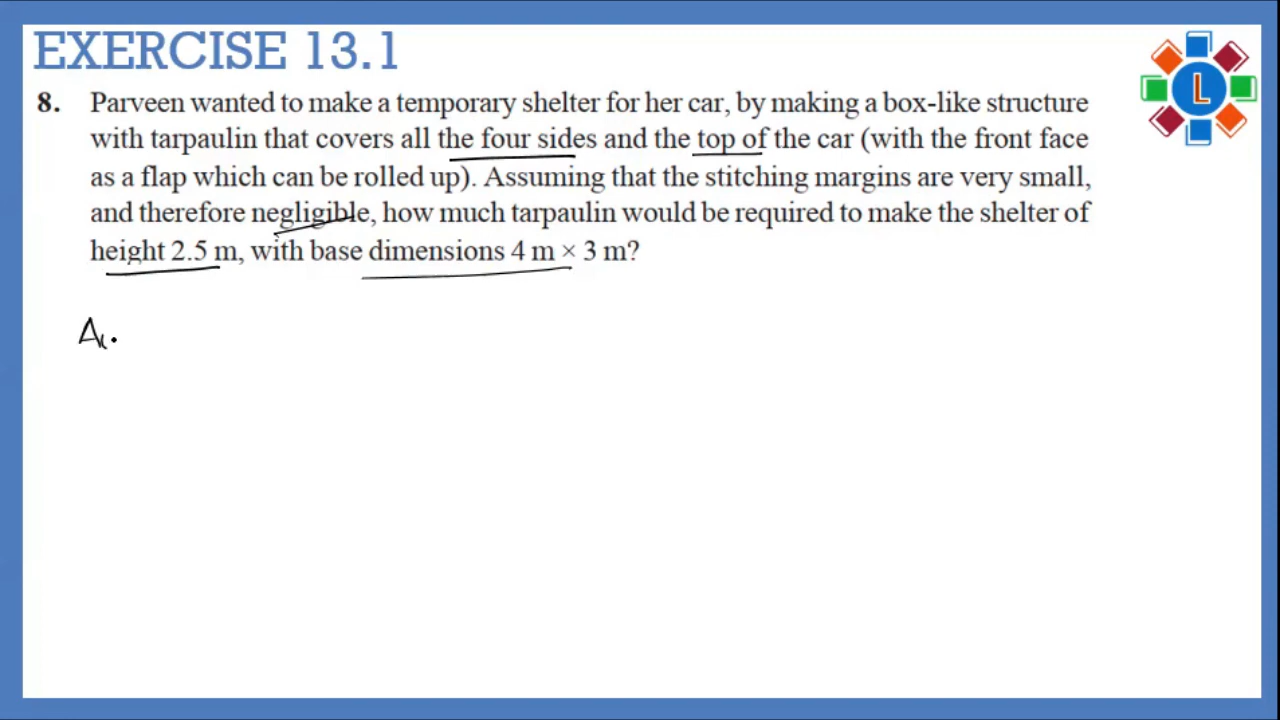 EXERCISE 13.1
L
8. Parveen wanted to make a temporary shelter for her car, by making a box-like structure
with tarpaulin that covers all the four sides and the top of the car (with the front face
as a flap which can be rolled up). Assuming that the stitching margins are very small,
and therefore negligible, how much tarpaulin would be required to make the shelter of
height 2.5 m, with base dimensions 4 m × 3 m?